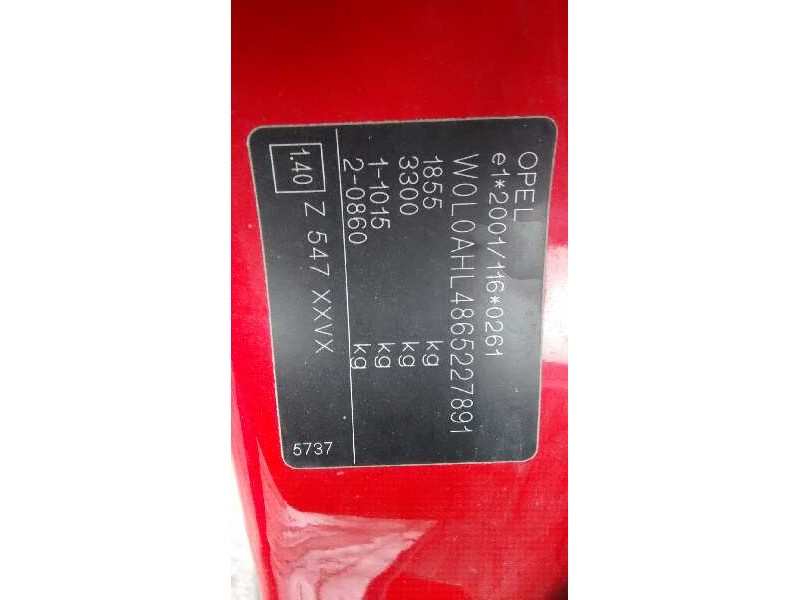 OPEL
e1*2001/116*0261
W0L0AHL4865227891
1855 kg
3300 kg
1-1015 kg
2-0860 kg
1.40 Z 547 XXVX
5737